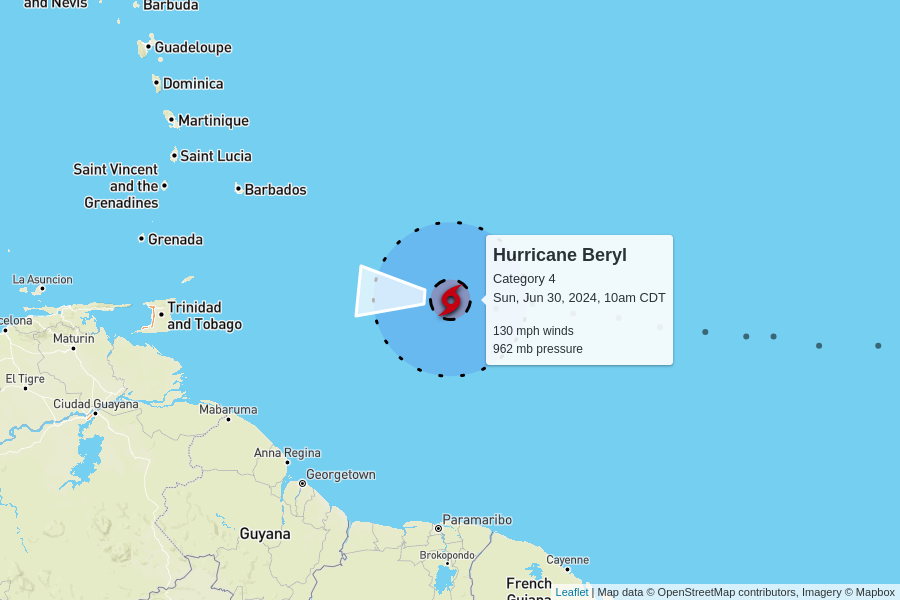 and Nevis
Barbuda
Guadeloupe
Dominica
Martinique
Saint Lucia
Saint Vincent
and the
Grenadines
Barbados
Grenada
Hurricane Beryl
Category 4
Sun, Jun 30, 2024, 10am CDT
130 mph winds
962 mb pressure
La Asuncion
Trinidad
and Tobago
celona
Maturin
El Tigre
Ciudad Guayana
Mabaruma
Anna Regina
Georgetown
Paramaribo
Guyana
Brokopondo
Cayenne
French
Guiana
Leaflet | Map data © OpenStreetMap contributors, Imagery © Mapbox